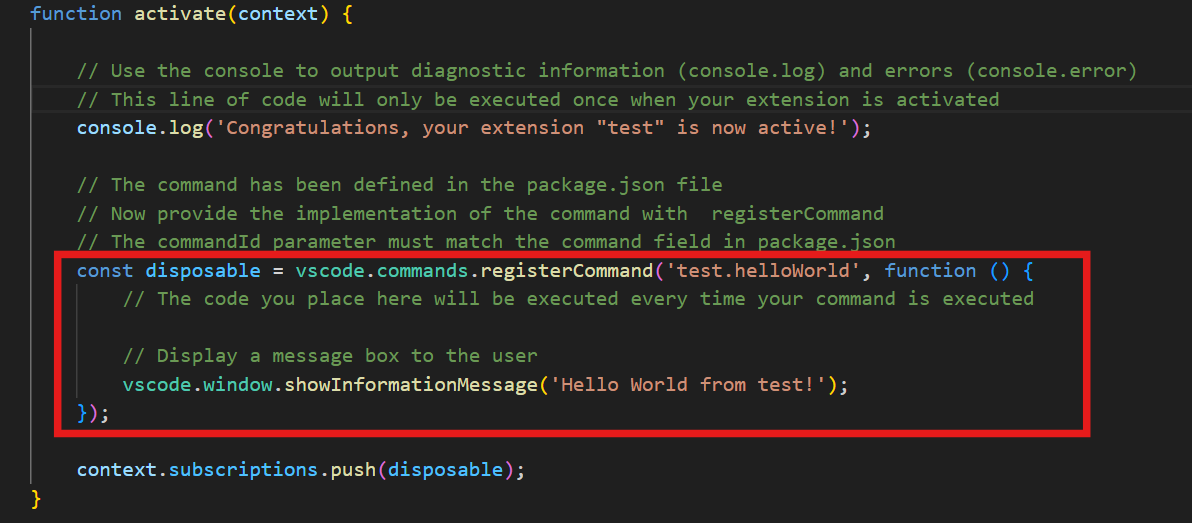 function activate(context) {
// Use the console to output diagnostic information (console.log) and errors (console.error)
// This line of code will only be executed once when your extension is activated
console.log('Congratulations, your extension "test" is now active!');
// The command has been defined in the package.json file
// Now provide the implementation of the command with  registerCommand
// The commandId parameter must match the command field in package.json
const disposable = vscode.commands.registerCommand('test.helloWorld', function () {
// The code you place here will be executed every time your command is executed
// Display a message box to the user
vscode.window.showInformationMessage('Hello World from test!');
});
context.subscriptions.push(disposable);
}